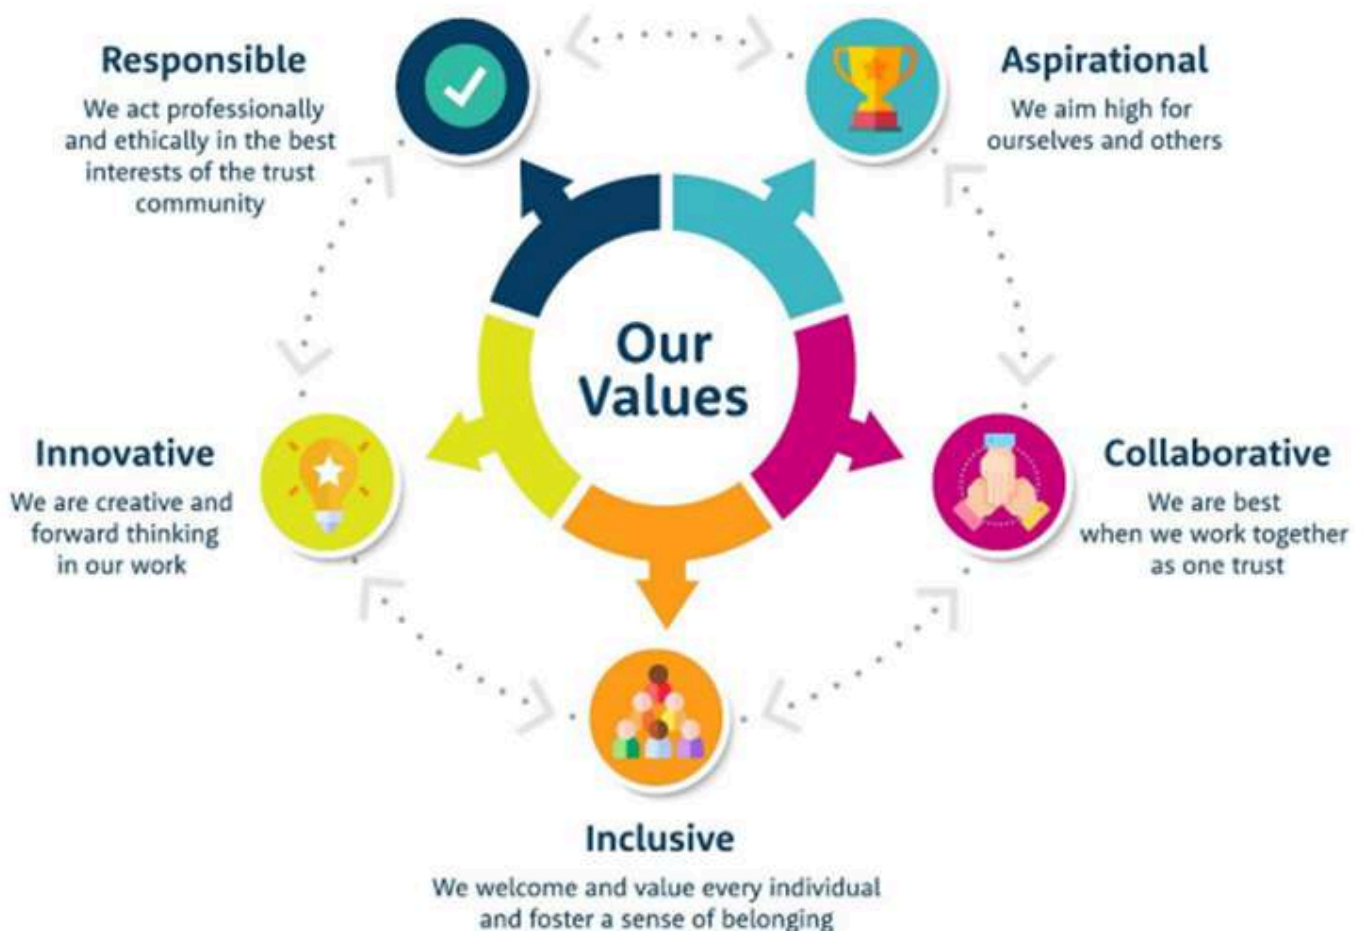 Responsible
We act professionally
and ethically in the best
interests of the trust
community
Aspirational
We aim high for
ourselves and others
Our
Values
Innovative
We are creative and
forward thinking
in our work
Collaborative
We are best
when we work together
as one trust
Inclusive
We welcome and value every individual
and foster a sense of belonging